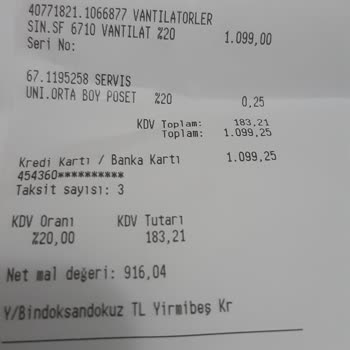 40771821.1066877 VANTILATORLER
SIN.SF 6710 VANTILAT %20 1.099,00
Seri No:
67.1195258 SERVIS
UNI.ORTA BOY POSET %20 0,25
KDV Toplam: 183,21
Toplam: 1.099,25
Kredi Kartı / Banka Kartı 1.099,25
454360**********
Taksit sayısı: 3
KDV Oranı KDV Tutarı
%20,00 183,21
Net mal değeri: 916,04
Y/Bindoksandokuz TL Yirmibeş Kr